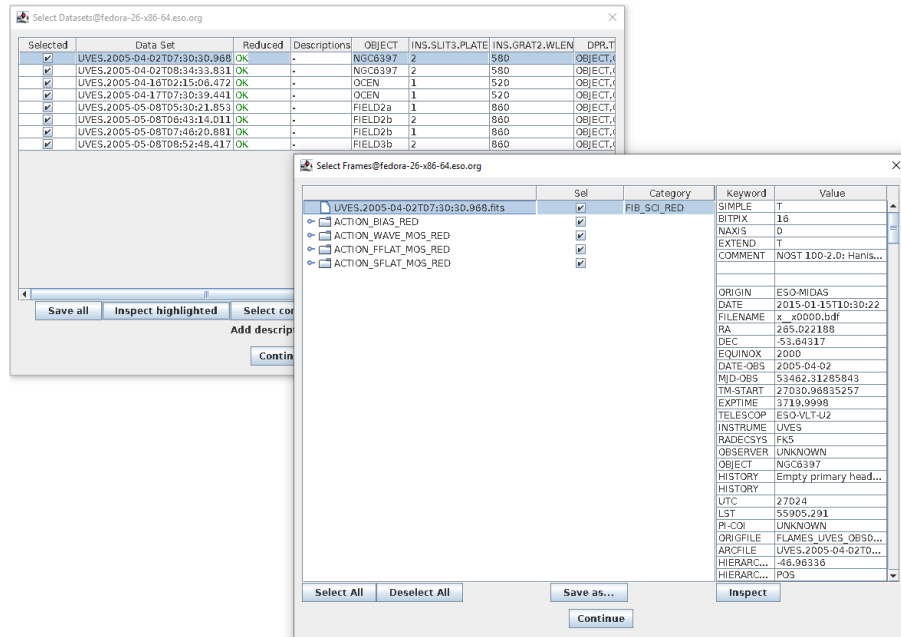 Select Datasets@fedora-26-x86-64.eso.org
Selected Data Set Reduced Descriptions OBJECT INS.SLIT3.PLATE INS.GRAT2.WLEN DPR.T
UVES.2005-04-02T07:30:30.968 OK - NGC6397 2 580 OBJECT,
UVES.2005-04-02T08:34:33.831 OK - NGC6397 2 580 OBJECT,
UVES.2005-04-16T02:15:06.472 OK - OCEN 1 520 OBJECT,
UVES.2005-04-17T07:30:39.441 OK - OCEN 1 520 OBJECT,
UVES.2005-05-08T05:30:21.853 OK - FIELD2a 1 860 OBJECT,
UVES.2005-05-08T06:43:14.011 OK - FIELD2b 2 860 OBJECT,
UVES.2005-05-08T07:46:20.881 OK - FIELD2b 1 860 OBJECT,
UVES.2005-05-08T08:52:48.417 OK - FIELD3b 2 860 OBJECT,
Save all Inspect highlighted Select co
Add descript
Contin
Select Frames@fedora-26-x86-64.eso.org
Sel Category Keyword Value
UVES.2005-04-02T07:30:30.968.fits FIB_SCI_RED
ACTION_BIAS_RED
ACTION_WAVE_MOS_RED
ACTION_FFLAT_MOS_RED
ACTION_SFLAT_MOS_RED
SIMPLE T
BITPIX 16
NAXIS 0
EXTEND T
COMMENT NOST 100-2.0: Hanis...
ORIGIN ESO-MIDAS
DATE 2015-01-15T10:30:22
FILENAME x__x0000.bdf
RA 265.022188
DEC -53.64317
EQUINOX 2000
DATE-OBS 2005-04-02
MJD-OBS 53462.31285843
TM-START 27030.96835257
EXPTIME 3719.9998
TELESCOP ESO-VLT-U2
INSTRUME UVES
RADECSYS FK5
OBSERVER UNKNOWN
OBJECT NGC6397
HISTORY Empty primary head...
HISTORY
UTC 27024
LST 55905.291
PI-COI UNKNOWN
ORIGFILE FLAMES_UVES_OBS0...
ARCFILE UVES.2005-04-02T0...
HIERARC... -46.96336
HIERARC... POS
Select All Deselect All Save as... Inspect
Continue